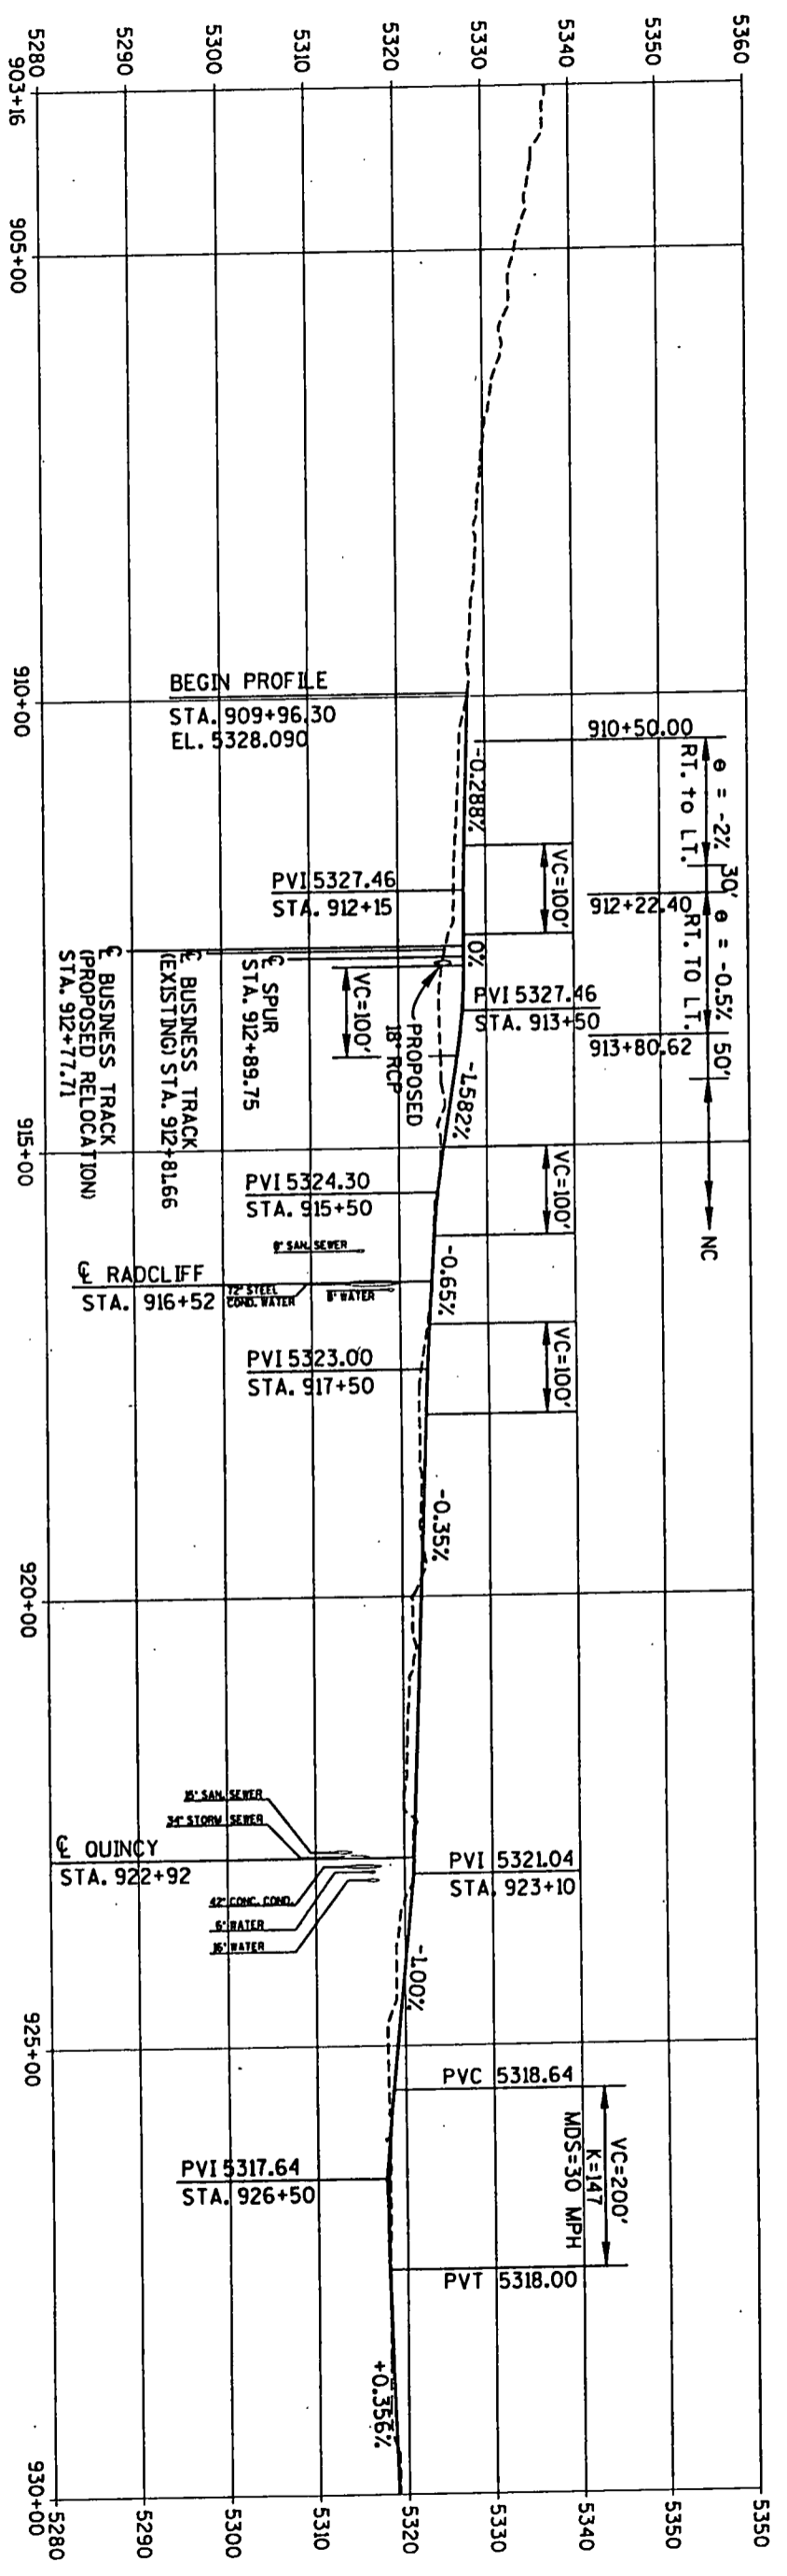 5360
5350
5340
5330
5320
5310
5300
5290
5280
903+16
905+00
910+00
915+00
920+00
925+00
930+00
5350
5350
5340
5330
5320
5310
5300
5290
5280
BEGIN PROFILE
STA. 909+96.30
EL. 5328.090
910+50.00
e = -2%
RT. to LT.
30'
912+22.40
e = -0.5%
RT. TO LT.
913+80.62
50'
NC
-0.288%
VC=100'
PVI 5327.46
STA. 912+15
0%
PVI 5327.46
STA. 913+50
VC=100'
PROPOSED
18" RCP
℄ SPUR
STA. 912+89.75
℄ BUSINESS TRACK
(EXISTING) STA. 912+81.66
℄ BUSINESS TRACK
(PROPOSED RELOCATION)
STA. 912+77.71
-1.582%
VC=100'
PVI 5324.30
STA. 915+50
-0.65%
8" SAN. SEWER
℄ RADCLIFF
STA. 916+52
72" STEEL
COND. WATER
8" WATER
VC=100'
PVI 5323.00
STA. 917+50
-0.35%
15" SAN. SEWER
34" STORM SEWER
℄ QUINCY
STA. 922+92
42" CONC. COND.
6" WATER
16" WATER
PVI 5321.04
STA. 923+10
-1.00%
PVC 5318.64
VC=200'
K=147
MDS=30 MPH
PVI 5317.64
STA. 926+50
PVT 5318.00
+0.356%